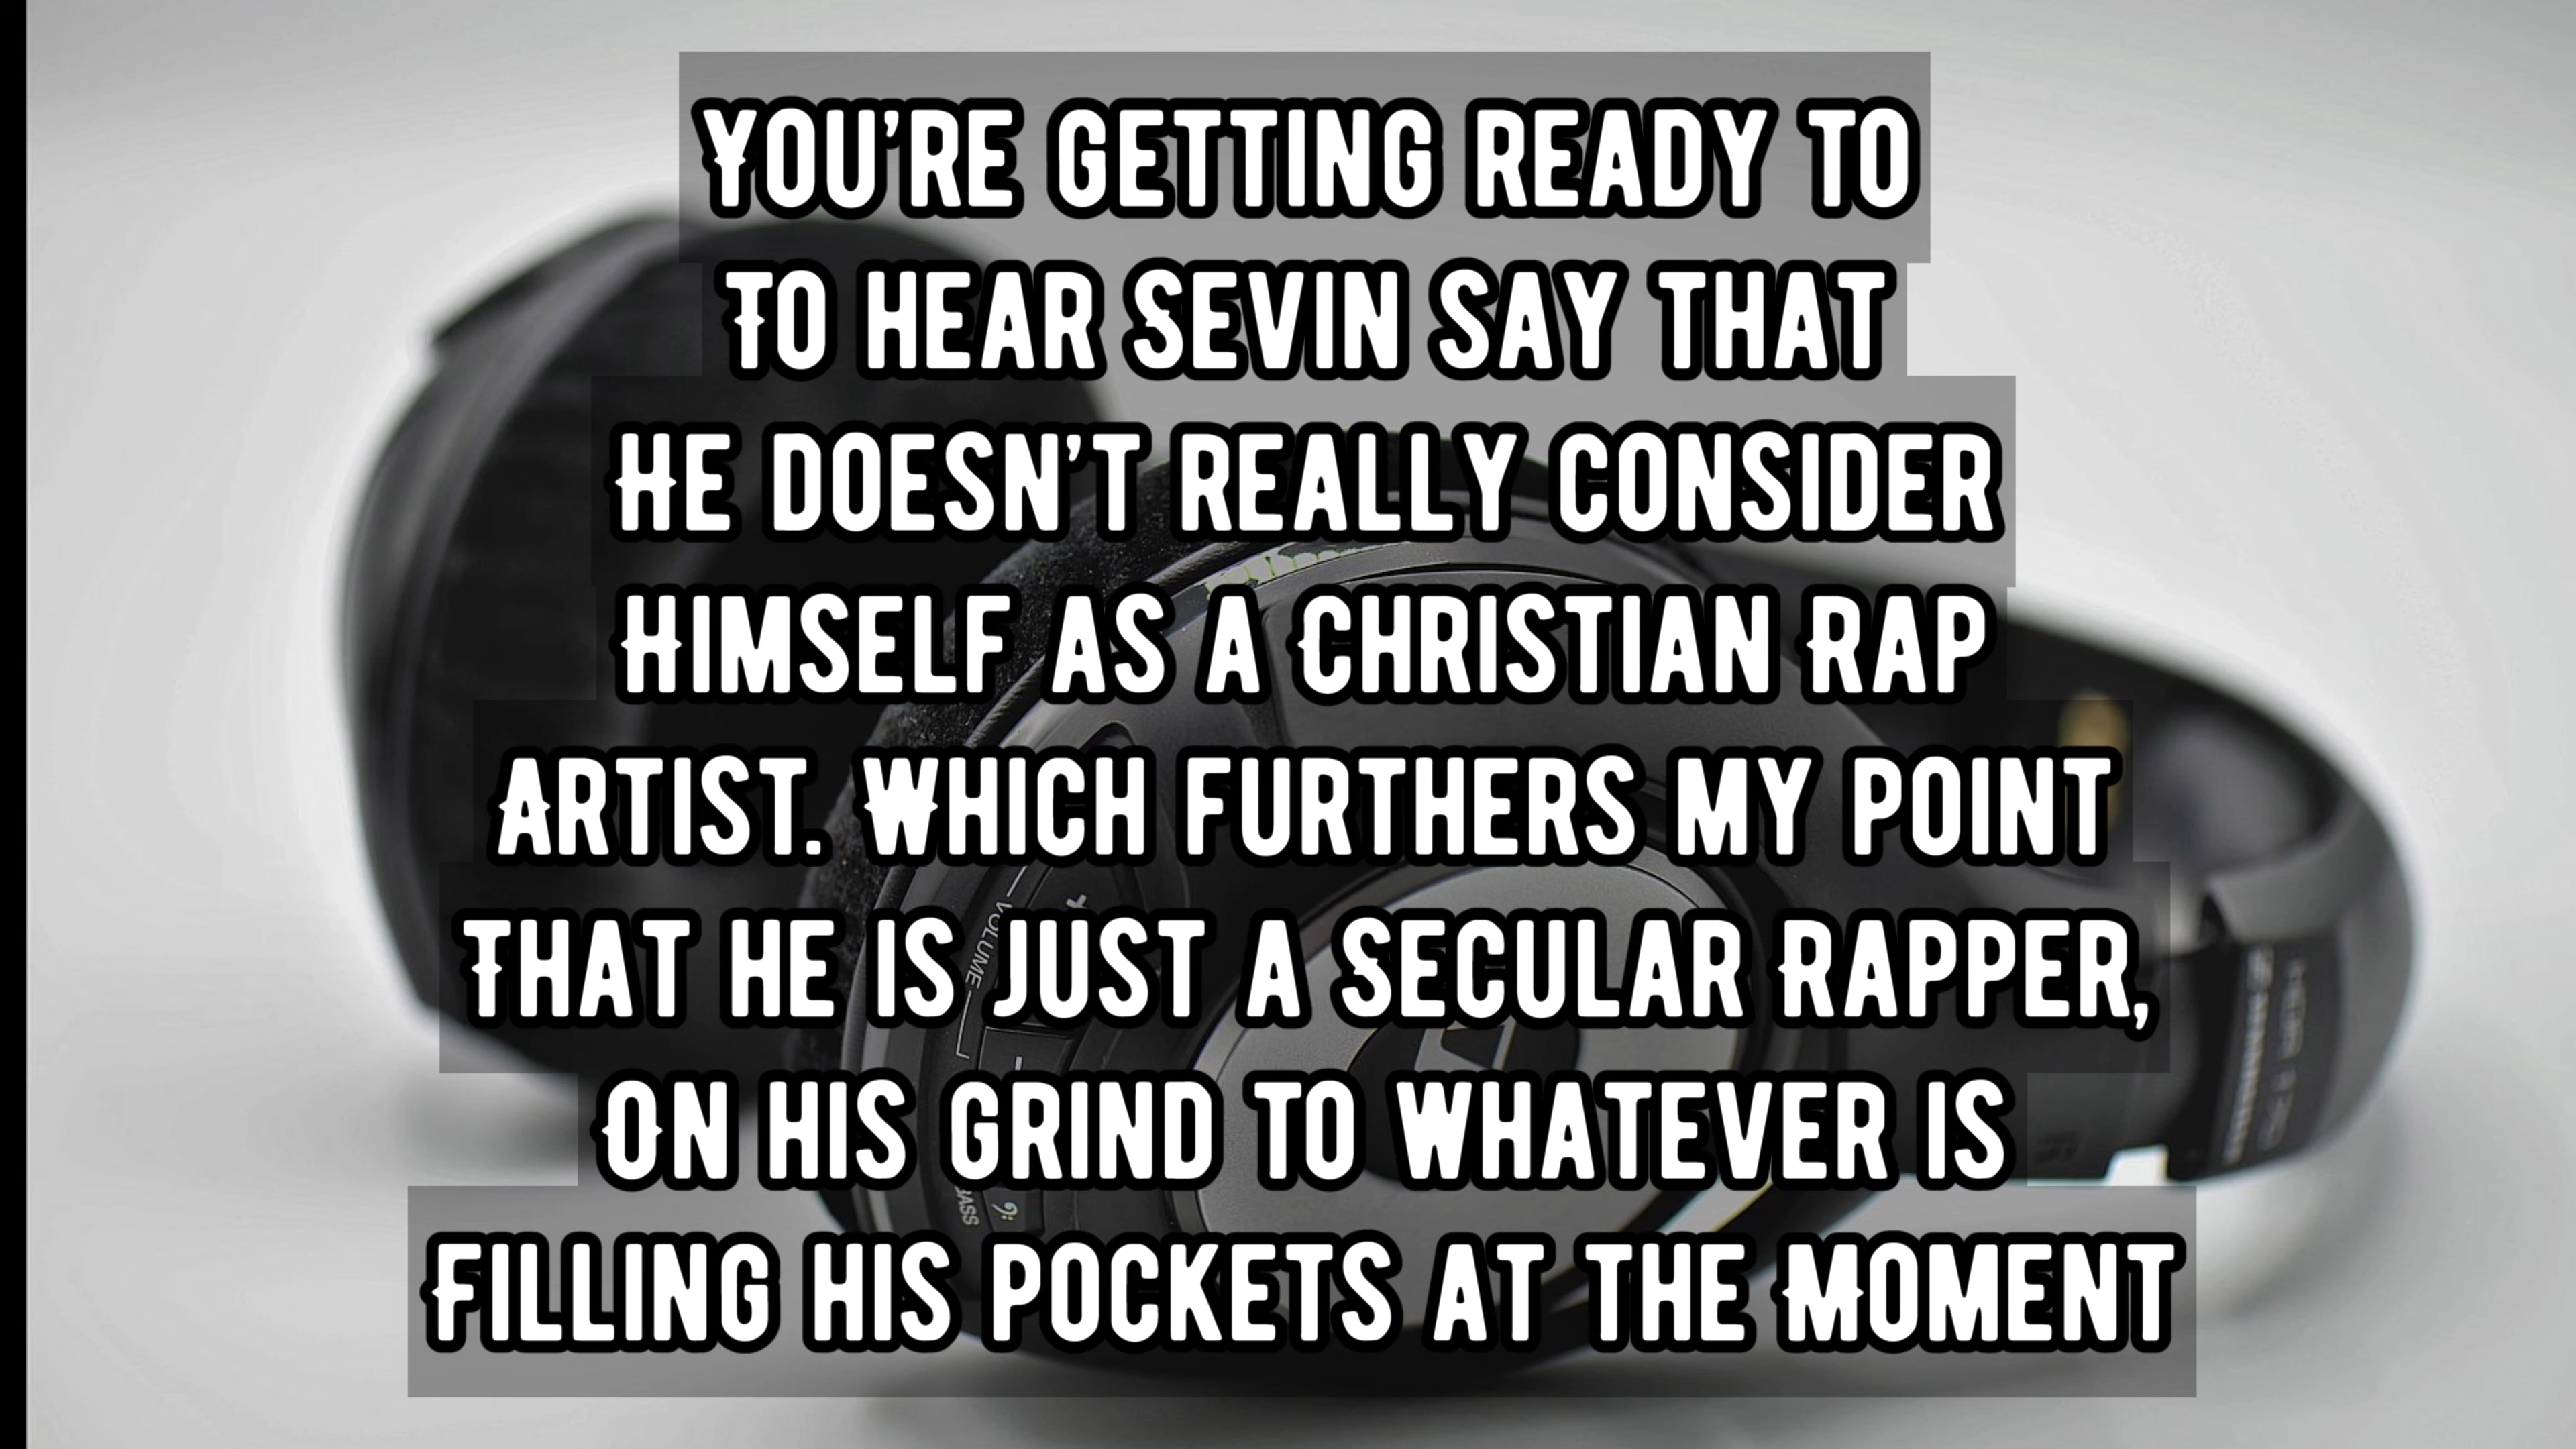 You're getting ready to
To hear Sevin Say that
He doesn't really consider
Himself as a Christian Rap
Artist. Which furthers my point
That he is just a Secular Rapper,
On his grind to whatever is
Filling his pockets at the Moment
VOLUME
BASS